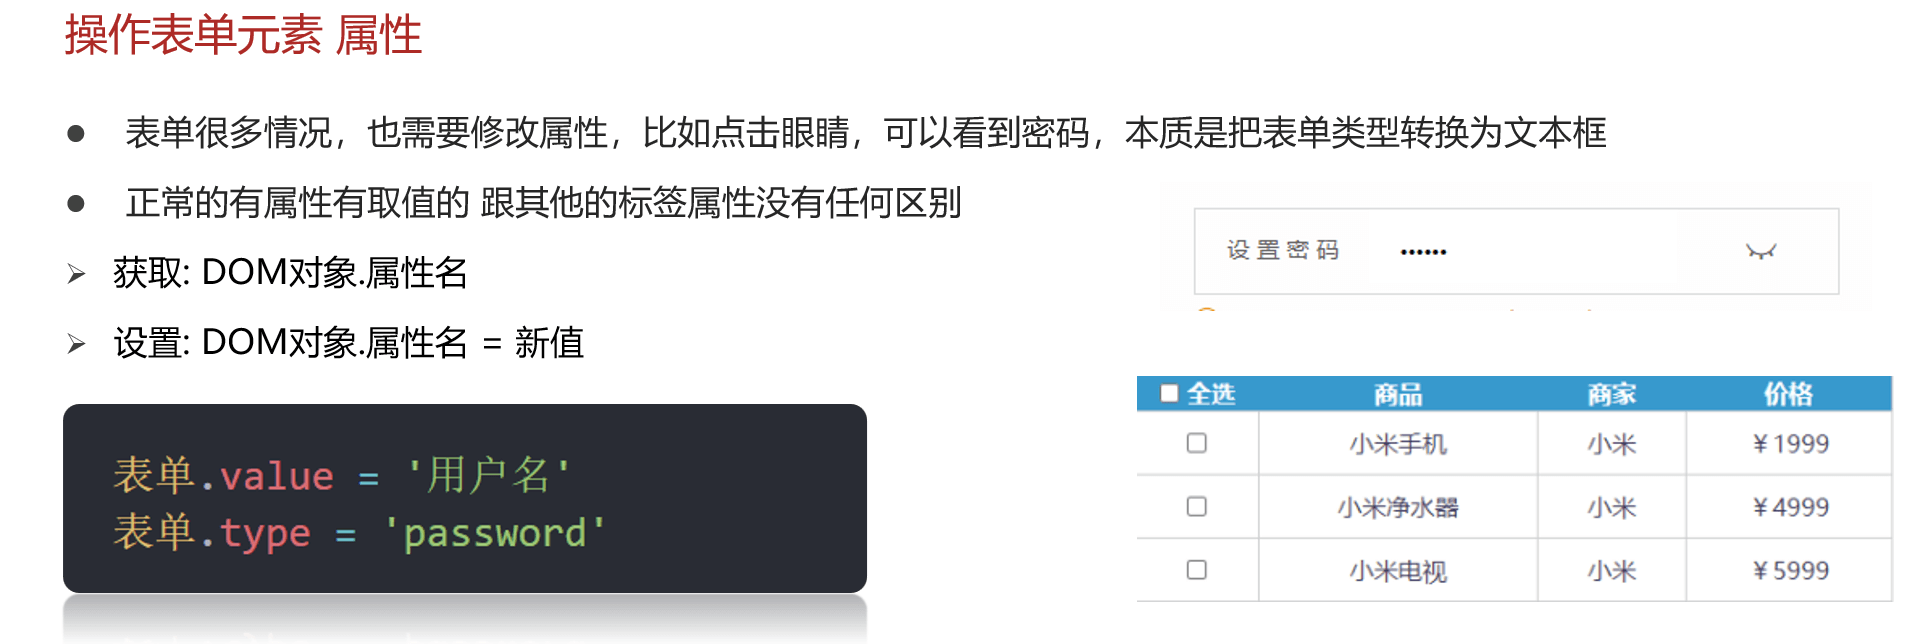 操作表单元素 属性
● 表单很多情况，也需要修改属性，比如点击眼睛，可以看到密码，本质是把表单类型转换为文本框
● 正常的有属性有取值的 跟其他的标签属性没有任何区别
➢ 获取: DOM对象.属性名
➢ 设置: DOM对象.属性名 = 新值
表单.value = '用户名'
表单.type = 'password'
设置密码 ••••••
全选 商品 商家 价格
小米手机 小米 ￥1999
小米净水器 小米 ￥4999
小米电视 小米 ￥5999